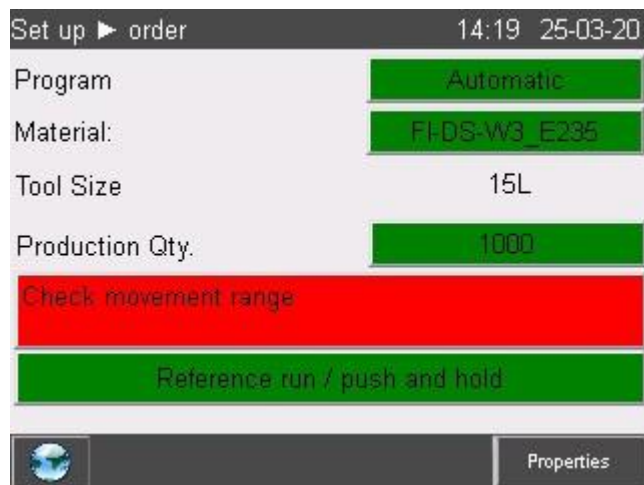 Set up ► order 14:19 25-03-20
Program Automatic
Material: FI-DS-W3_E235
Tool Size 15L
Production Qty. 1000
Check movement range
Reference run / push and hold
Properties